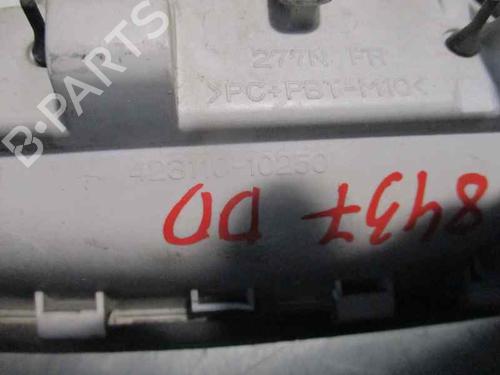 277N FR
>PC+PBT-M10<
423110-10250
8437 DO
B-PARTS